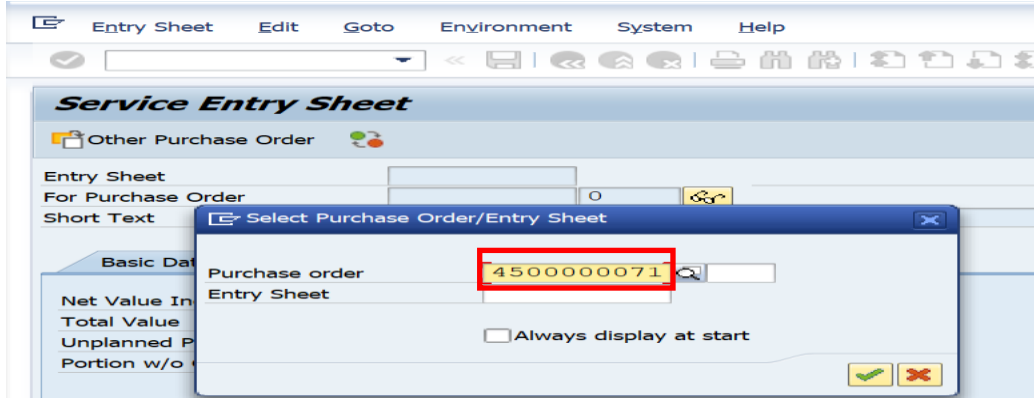 Entry Sheet Edit Goto Environment System Help
Service Entry Sheet
Other Purchase Order
Entry Sheet
For Purchase Order 0
Short Text
Select Purchase Order/Entry Sheet
Basic Dat
Purchase order 4500000071
Entry Sheet
Net Value In
Total Value
Always display at start
Unplanned P
Portion w/o